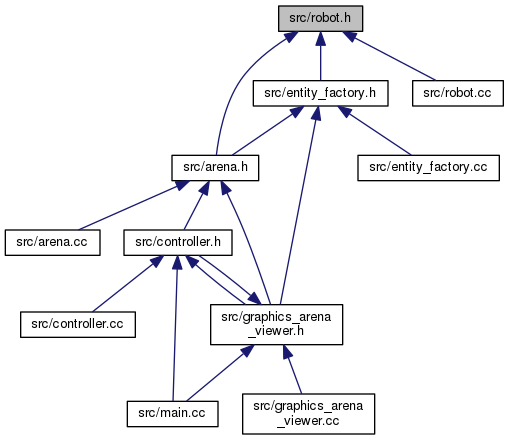 src/robot.h
src/entity_factory.h
src/robot.cc
src/arena.h
src/entity_factory.cc
src/arena.cc
src/controller.h
src/controller.cc
src/graphics_arena
_viewer.h
src/main.cc
src/graphics_arena
_viewer.cc